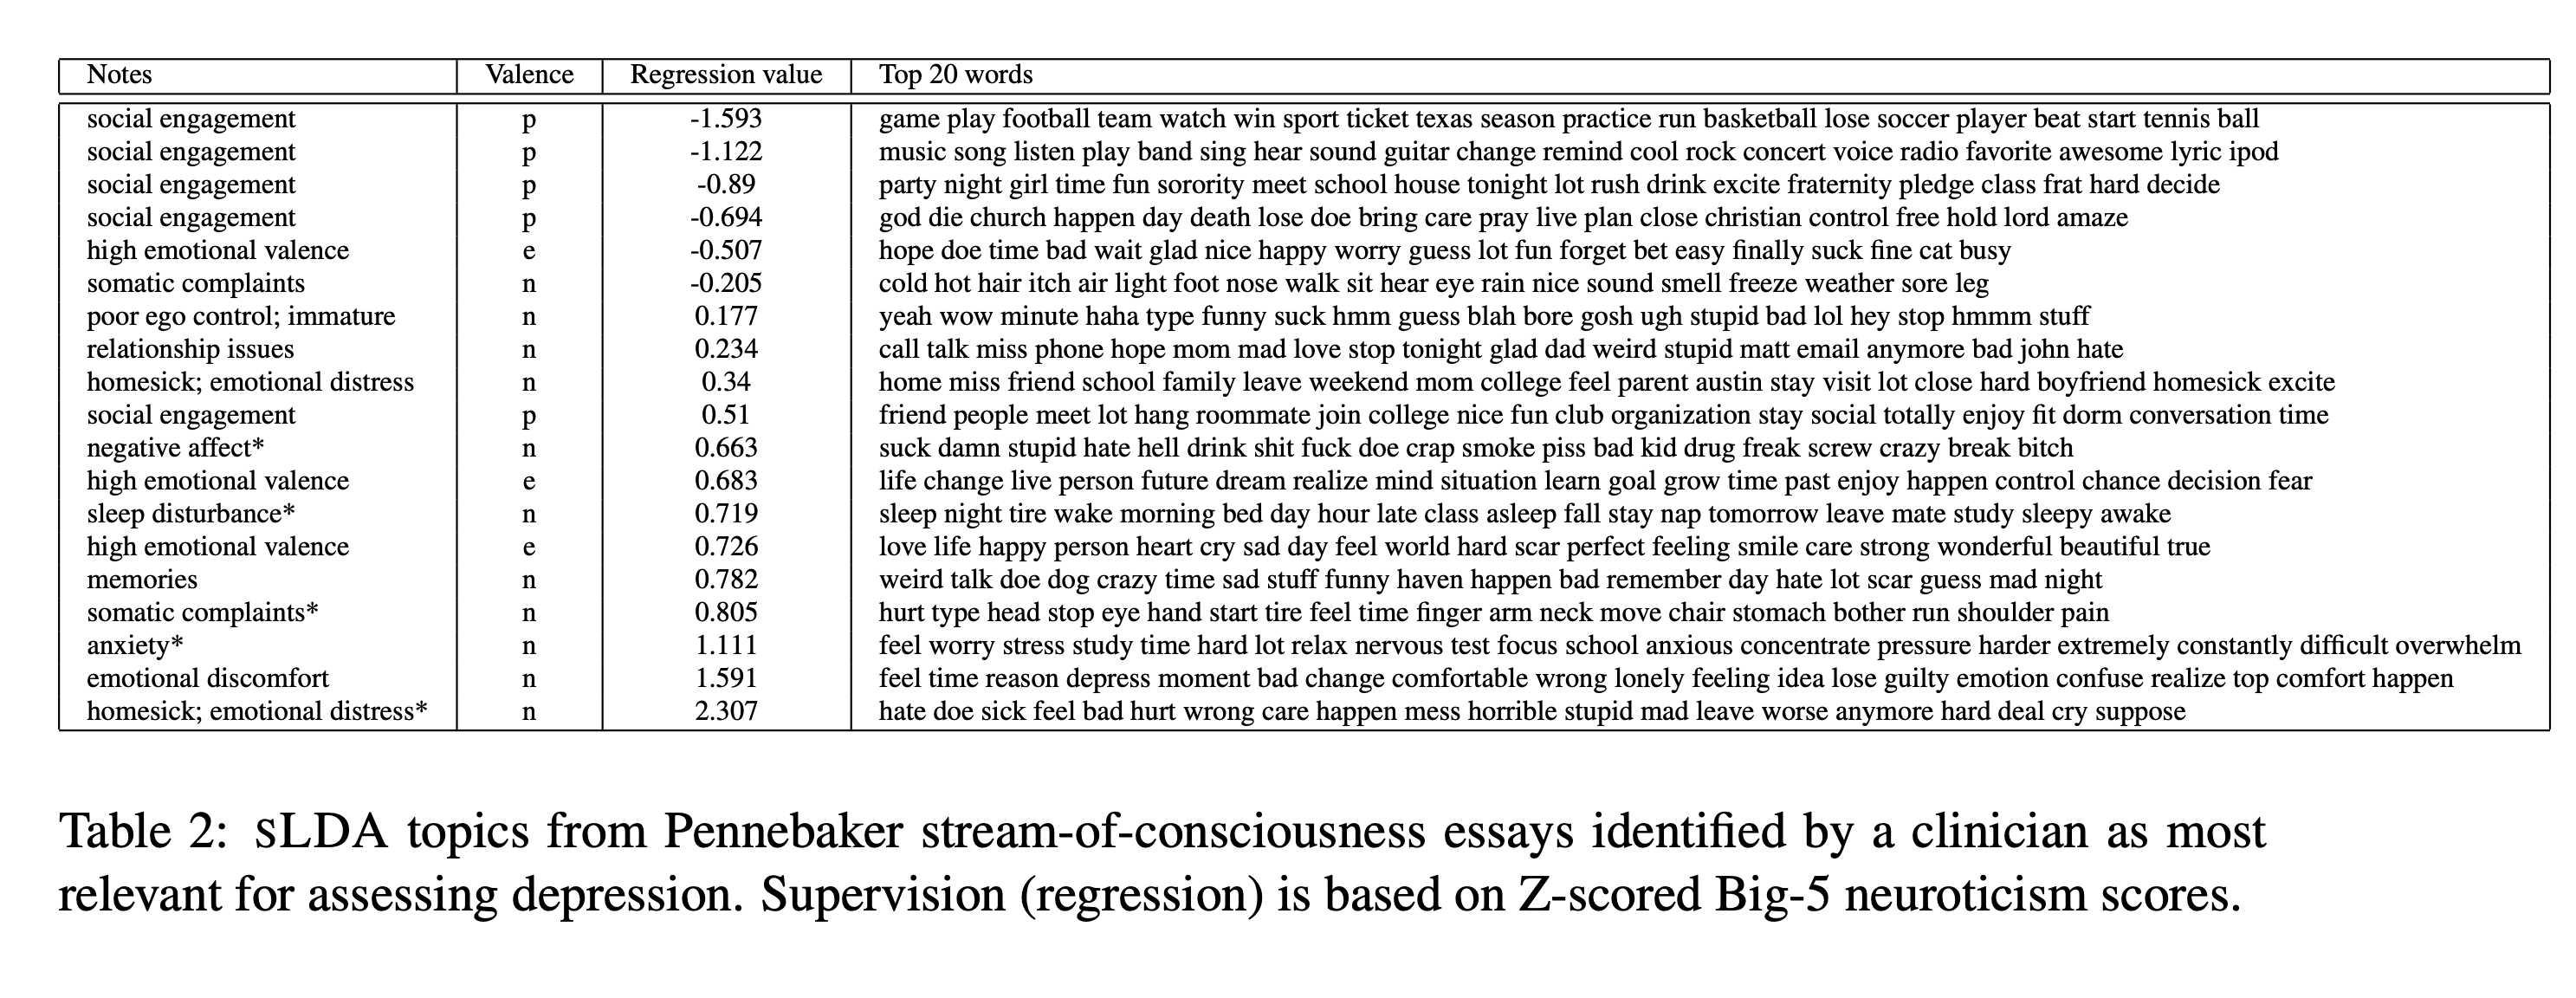 Notes Valence Regression value Top 20 words
social engagement p -1.593 game play football team watch win sport ticket texas season practice run basketball lose soccer player beat start tennis ball
social engagement p -1.122 music song listen play band sing hear sound guitar change remind cool rock concert voice radio favorite awesome lyric ipod
social engagement p -0.89 party night girl time fun sorority meet school house tonight lot rush drink excite fraternity pledge class frat hard decide
social engagement p -0.694 god die church happen day death lose doe bring care pray live plan close christian control free hold lord amaze
high emotional valence e -0.507 hope doe time bad wait glad nice happy worry guess lot fun forget bet easy finally suck fine cat busy
somatic complaints n -0.205 cold hot hair itch air light foot nose walk sit hear eye rain nice sound smell freeze weather sore leg
poor ego control; immature n 0.177 yeah wow minute haha type funny suck hmm guess blah bore gosh ugh stupid bad lol hey stop hmmm stuff
relationship issues n 0.234 call talk miss phone hope mom mad love stop tonight glad dad weird stupid matt email anymore bad john hate
homesick; emotional distress n 0.34 home miss friend school family leave weekend mom college feel parent austin stay visit lot close hard boyfriend homesick excite
social engagement p 0.51 friend people meet lot hang roommate join college nice fun club organization stay social totally enjoy fit dorm conversation time
negative affect* n 0.663 suck damn stupid hate hell drink shit fuck doe crap smoke piss bad kid drug freak screw crazy break bitch
high emotional valence e 0.683 life change live person future dream realize mind situation learn goal grow time past enjoy happen control chance decision fear
sleep disturbance* n 0.719 sleep night tire wake morning bed day hour late class asleep fall stay nap tomorrow leave mate study sleepy awake
high emotional valence e 0.726 love life happy person heart cry sad day feel world hard scar perfect feeling smile care strong wonderful beautiful true
memories n 0.782 weird talk doe dog crazy time sad stuff funny haven happen bad remember day hate lot scar guess mad night
somatic complaints* n 0.805 hurt type head stop eye hand start tire feel time finger arm neck move chair stomach bother run shoulder pain
anxiety* n 1.111 feel worry stress study time hard lot relax nervous test focus school anxious concentrate pressure harder extremely constantly difficult overwhelm
emotional discomfort n 1.591 feel time reason depress moment bad change comfortable wrong lonely feeling idea lose guilty emotion confuse realize top comfort happen
homesick; emotional distress* n 2.307 hate doe sick feel bad hurt wrong care happen mess horrible stupid mad leave worse anymore hard deal cry suppose
Table 2: SLDA topics from Pennebaker stream-of-consciousness essays identified by a clinician as most
relevant for assessing depression. Supervision (regression) is based on Z-scored Big-5 neuroticism scores.